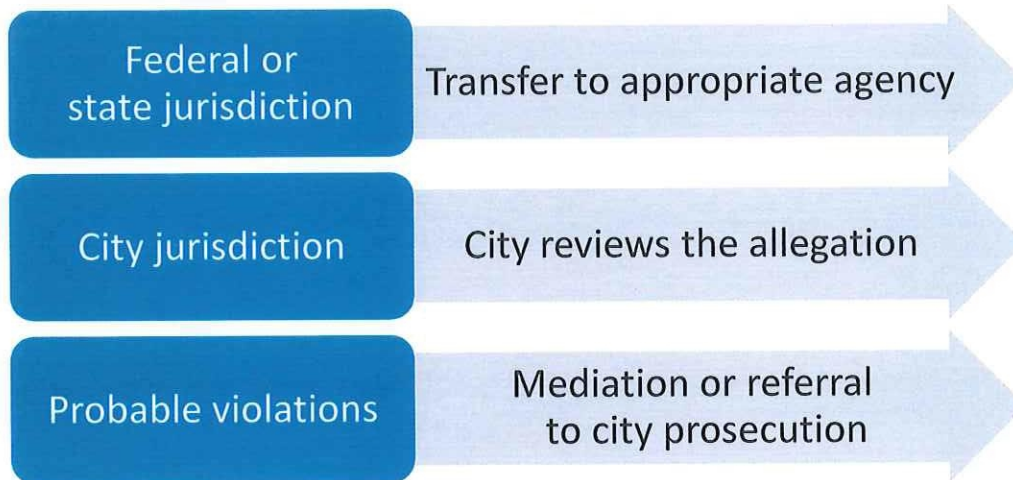 Federal or
state jurisdiction
Transfer to appropriate agency
City jurisdiction
City reviews the allegation
Probable violations
Mediation or referral
to city prosecution